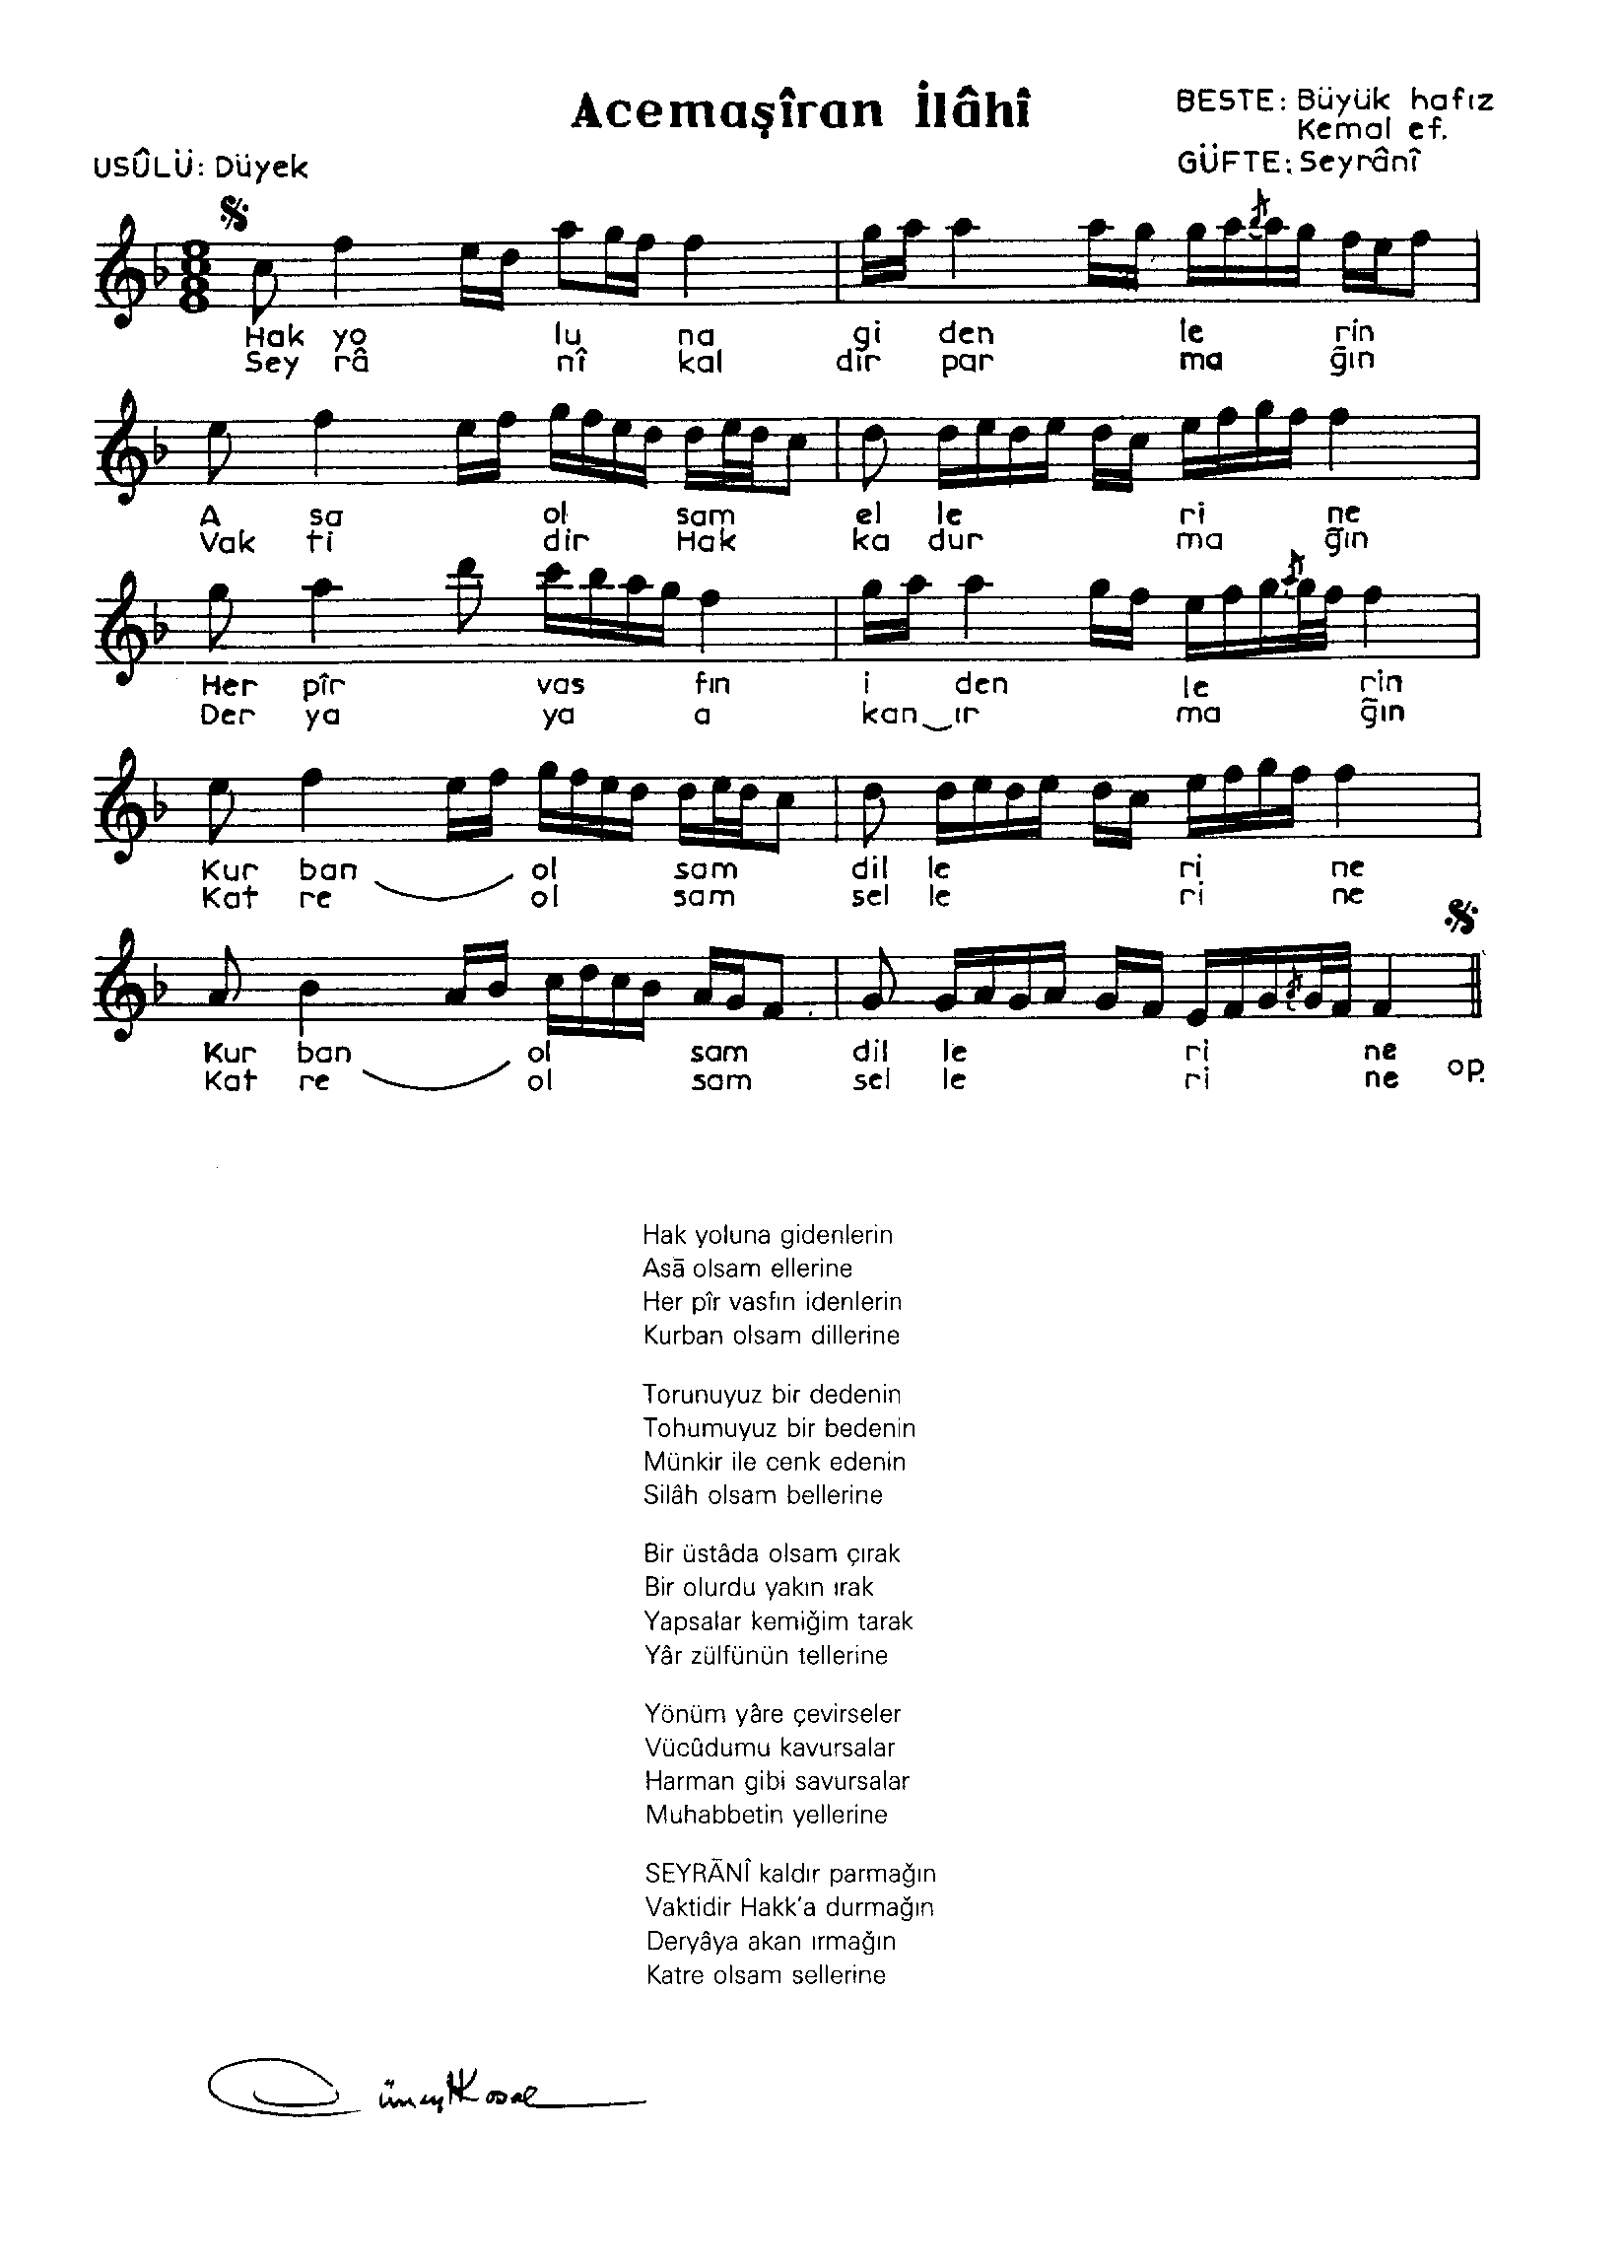 Acemaşîran İlâhî
BESTE: Büyük hafız
Kemal ef.
USÛLÜ: Düyek
GÜFTE: Seyrânî
Hak yo lu na gi den le rin
Sey râ nî kal dir par ma ğın
A sa ol sam el le ri ne
Vak ti dir Hak ka dur ma ğın
Her pîr vas fın i den le rin
Der ya ya a kan ır ma ğın
Kur ban ol sam dil le ri ne
Kat re ol sam sel le ri ne
Kur ban ol sam dil le ri ne
Kat re ol sam sel le ri ne op.
Hak yoluna gidenlerin
Asā olsam ellerine
Her pîr vasfın idenlerin
Kurban olsam dillerine
Torunuyuz bir dedenin
Tohumuyuz bir bedenin
Münkir ile cenk edenin
Silâh olsam bellerine
Bir üstâda olsam çırak
Bir olurdu yakın ırak
Yapsalar kemiğim tarak
Yâr zülfünün tellerine
Yönüm yâre çevirseler
Vücûdumu kavursalar
Harman gibi savursalar
Muhabbetin yellerine
SEYRĀNÎ kaldır parmağın
Vaktidir Hakk'a durmağın
Deryâya akan ırmağın
Katre olsam sellerine